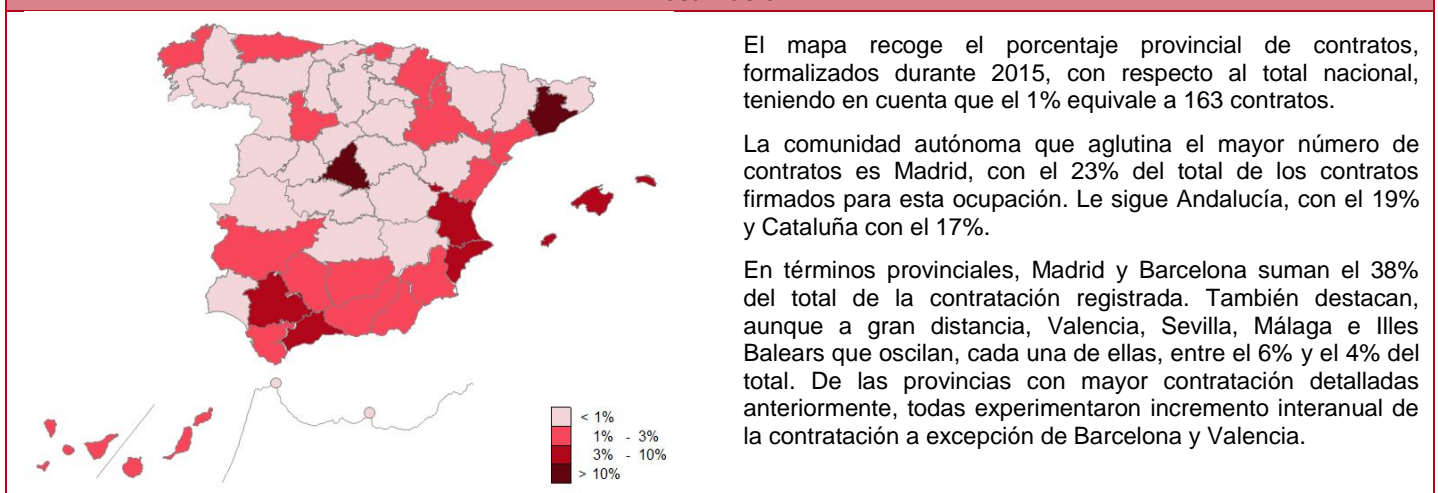 El mapa recoge el porcentaje provincial de contratos,
formalizados durante 2015, con respecto al total nacional,
teniendo en cuenta que el 1% equivale a 163 contratos.
La comunidad autónoma que aglutina el mayor número de
contratos es Madrid, con el 23% del total de los contratos
firmados para esta ocupación. Le sigue Andalucía, con el 19%
y Cataluña con el 17%.
En términos provinciales, Madrid y Barcelona suman el 38%
del total de la contratación registrada. También destacan,
aunque a gran distancia, Valencia, Sevilla, Málaga e Illes
Balears que oscilan, cada una de ellas, entre el 6% y el 4% del
total. De las provincias con mayor contratación detalladas
anteriormente, todas experimentaron incremento interanual de
la contratación a excepción de Barcelona y Valencia.
< 1%
1% - 3%
3% - 10%
> 10%